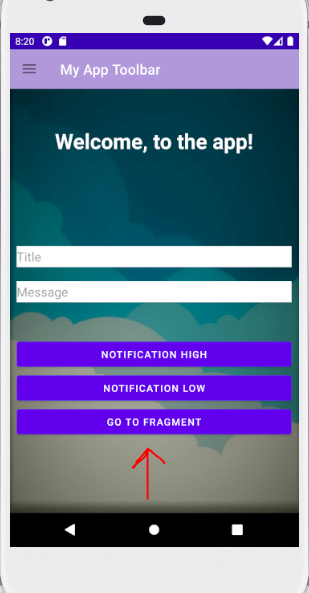 8:20
My App Toolbar
Welcome, to the app!
Title
Message
NOTIFICATION HIGH
NOTIFICATION LOW
GO TO FRAGMENT